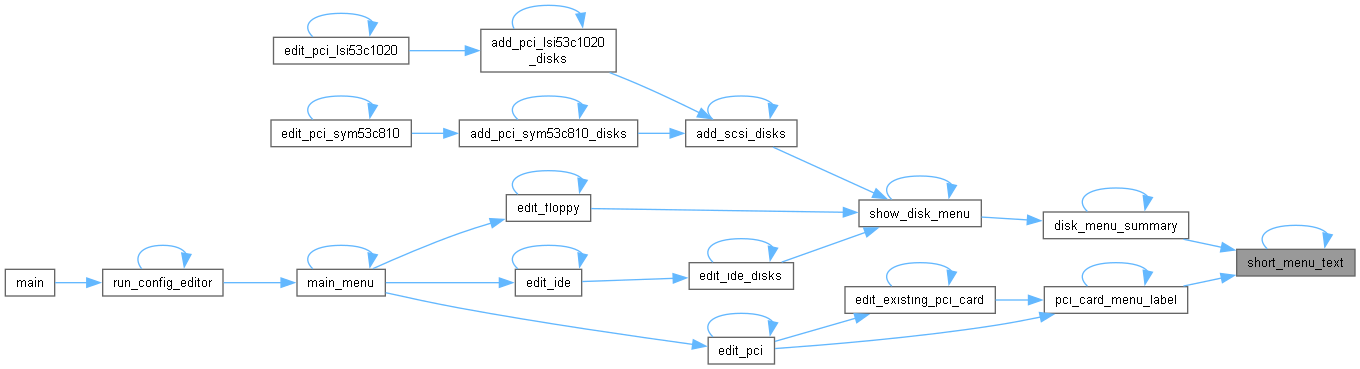 edit_pci_lsi53c1020
add_pci_lsi53c1020
_disks
edit_pci_sym53c810
add_pci_sym53c810_disks
add_scsi_disks
edit_floppy
show_disk_menu
disk_menu_summary
short_menu_text
main
run_config_editor
main_menu
edit_ide
edit_ide_disks
edit_existing_pci_card
pci_card_menu_label
edit_pci